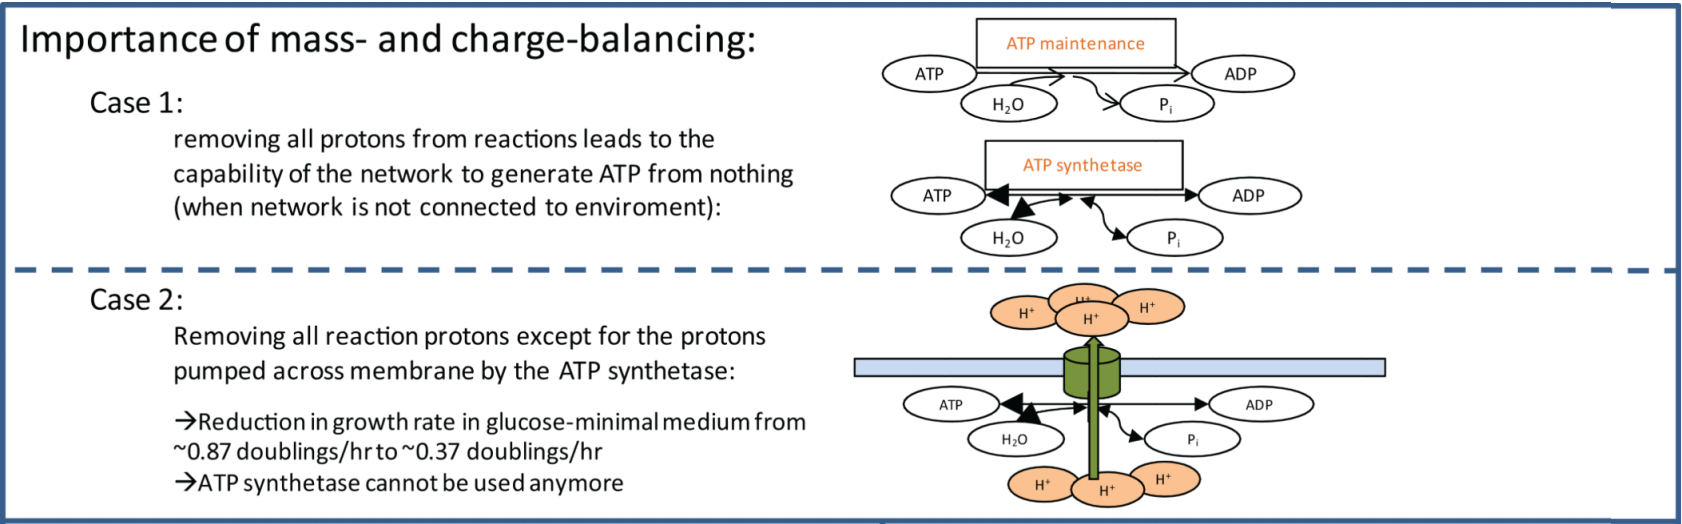 Importance of mass- and charge-balancing:
Case 1:
removing all protons from reactions leads to the
capability of the network to generate ATP from nothing
(when network is not connected to enviroment):
ATP maintenance
ATP
ADP
H₂O
Pᵢ
ATP synthetase
ATP
ADP
H₂O
Pᵢ
Case 2:
Removing all reaction protons except for the protons
pumped across membrane by the ATP synthetase:
→Reduction in growth rate in glucose-minimal medium from
~0.87 doublings/hr to ~0.37 doublings/hr
→ATP synthetase cannot be used anymore
H⁺
H⁺
H⁺
H⁺
ATP
ADP
H₂O
Pᵢ
H⁺
H⁺
H⁺